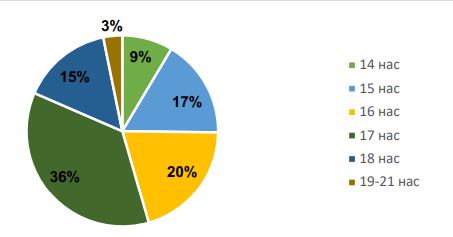 3%
9%
15%
17%
36%
20%
14 нас
15 нас
16 нас
17 нас
18 нас
19-21 нас